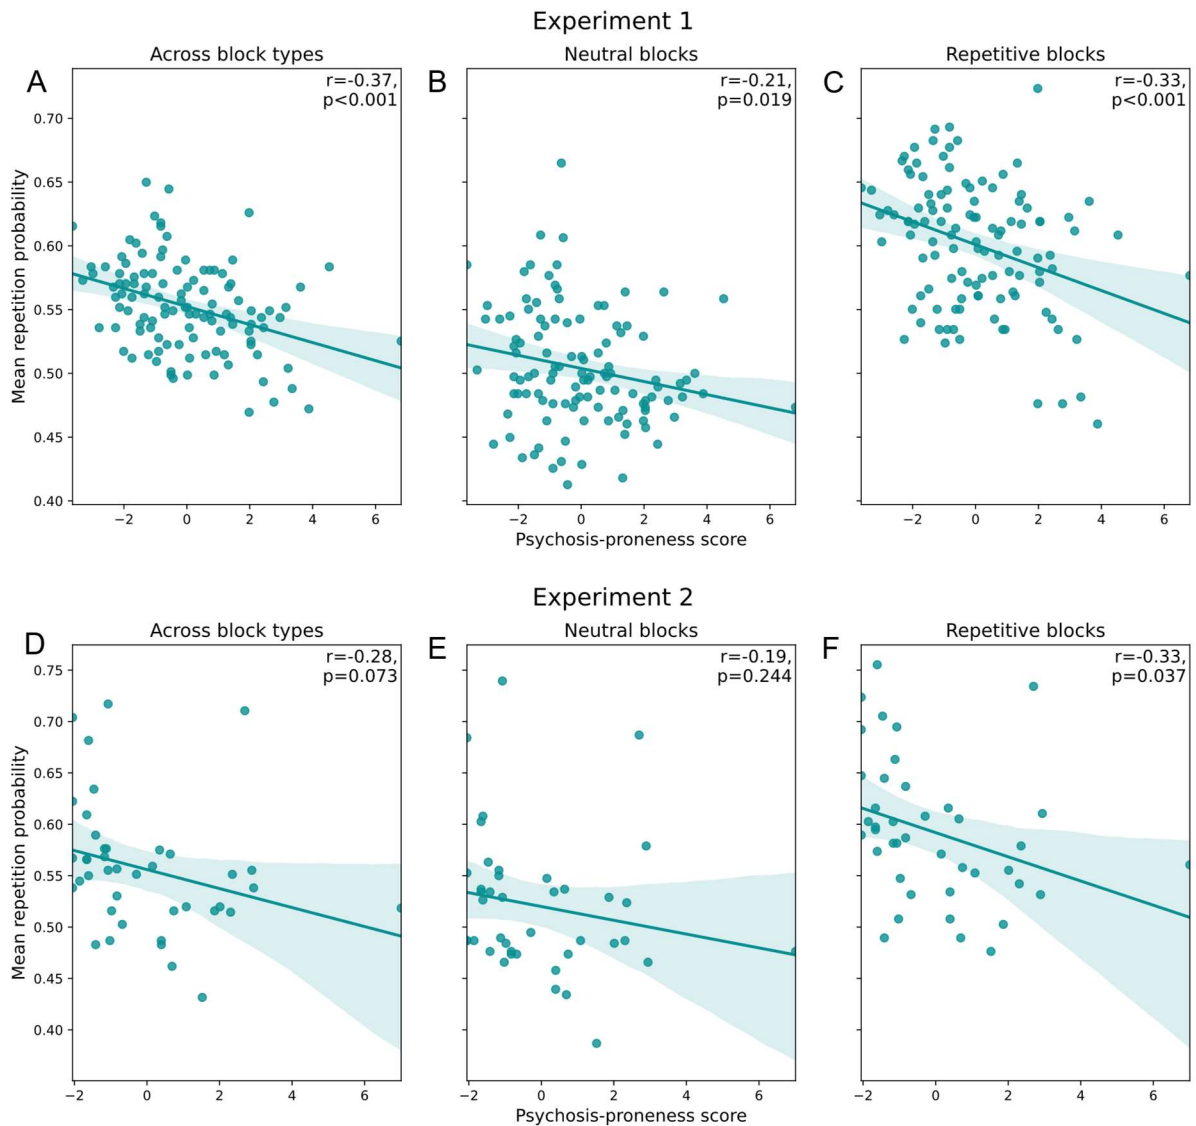 Experiment 1
Across block types
Neutral blocks
Repetitive blocks
A
r=-0.37,
p<0.001
B
r=-0.21,
p=0.019
C
r=-0.33,
p<0.001
Mean repetition probability
0.70
0.65
0.60
0.55
0.50
0.45
0.40
−2 0 2 4 6
−2 0 2 4 6
−2 0 2 4 6
Psychosis-proneness score
Experiment 2
Across block types
Neutral blocks
Repetitive blocks
D
r=-0.28,
p=0.073
E
r=-0.19,
p=0.244
F
r=-0.33,
p=0.037
Mean repetition probability
0.75
0.70
0.65
0.60
0.55
0.50
0.45
0.40
−2 0 2 4 6
−2 0 2 4 6
−2 0 2 4 6
Psychosis-proneness score